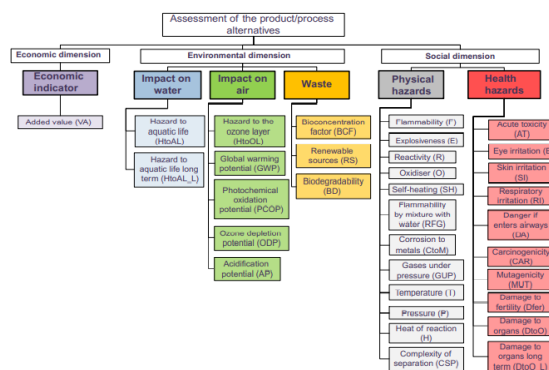 Assessment of the product/process
alternatives
Economic dimension
Environmental dimension
Social dimension
Economic
indicator
Impact on
water
Impact on
air
Waste
Physical
hazards
Health
hazards
Added value (VA)
Hazard to
aquatic life
(HtoAL)
Hazard to
aquatic life long
term (HtoAL_L)
Hazard to the
ozone layer
(HtoOL)
Global warming
potential (GWP)
Photochemical
oxidation
potential (PCOP)
Ozone depletion
potential (ODP)
Acidification
potential (AP)
Bioconcentration
factor (BCF)
Renewable
sources (RS)
Biodegradability
(BD)
Flammability (F)
Explosiveness (E)
Reactivity (R)
Oxidiser (O)
Self-heating (SH)
Flammability
by mixture with
water (RFG)
Corrosion to
metals (CtoM)
Gases under
pressure (GUP)
Temperature (T)
Pressure (P)
Heat of reaction
(H)
Complexity of
separation (CSP)
Acute toxicity
(AT)
Eye irritation (E
Skin irritation
(SI)
Respiratory
irritation (RI)
Danger if
enters airways
(DA)
Carcinogenicity
(CAR)
Mutagenicity
(MUT)
Damage to
fertility (Dfer)
Damage to
organs (DtoO)
Damage to
organs long
term (DtoO_L)